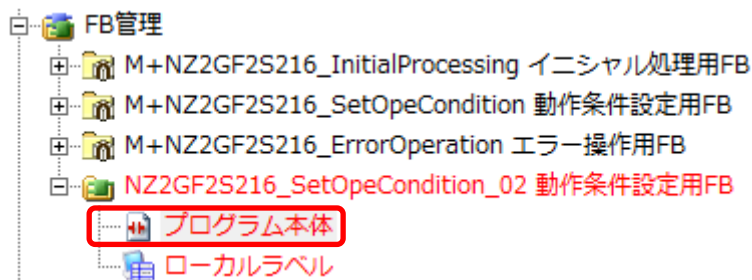 FB管理
M+NZ2GF2S216_InitialProcessing イニシャル処理用FB
M+NZ2GF2S216_SetOpeCondition 動作条件設定用FB
M+NZ2GF2S216_ErrorOperation エラー操作用FB
NZ2GF2S216_SetOpeCondition_02 動作条件設定用FB
プログラム本体
ローカルラベル